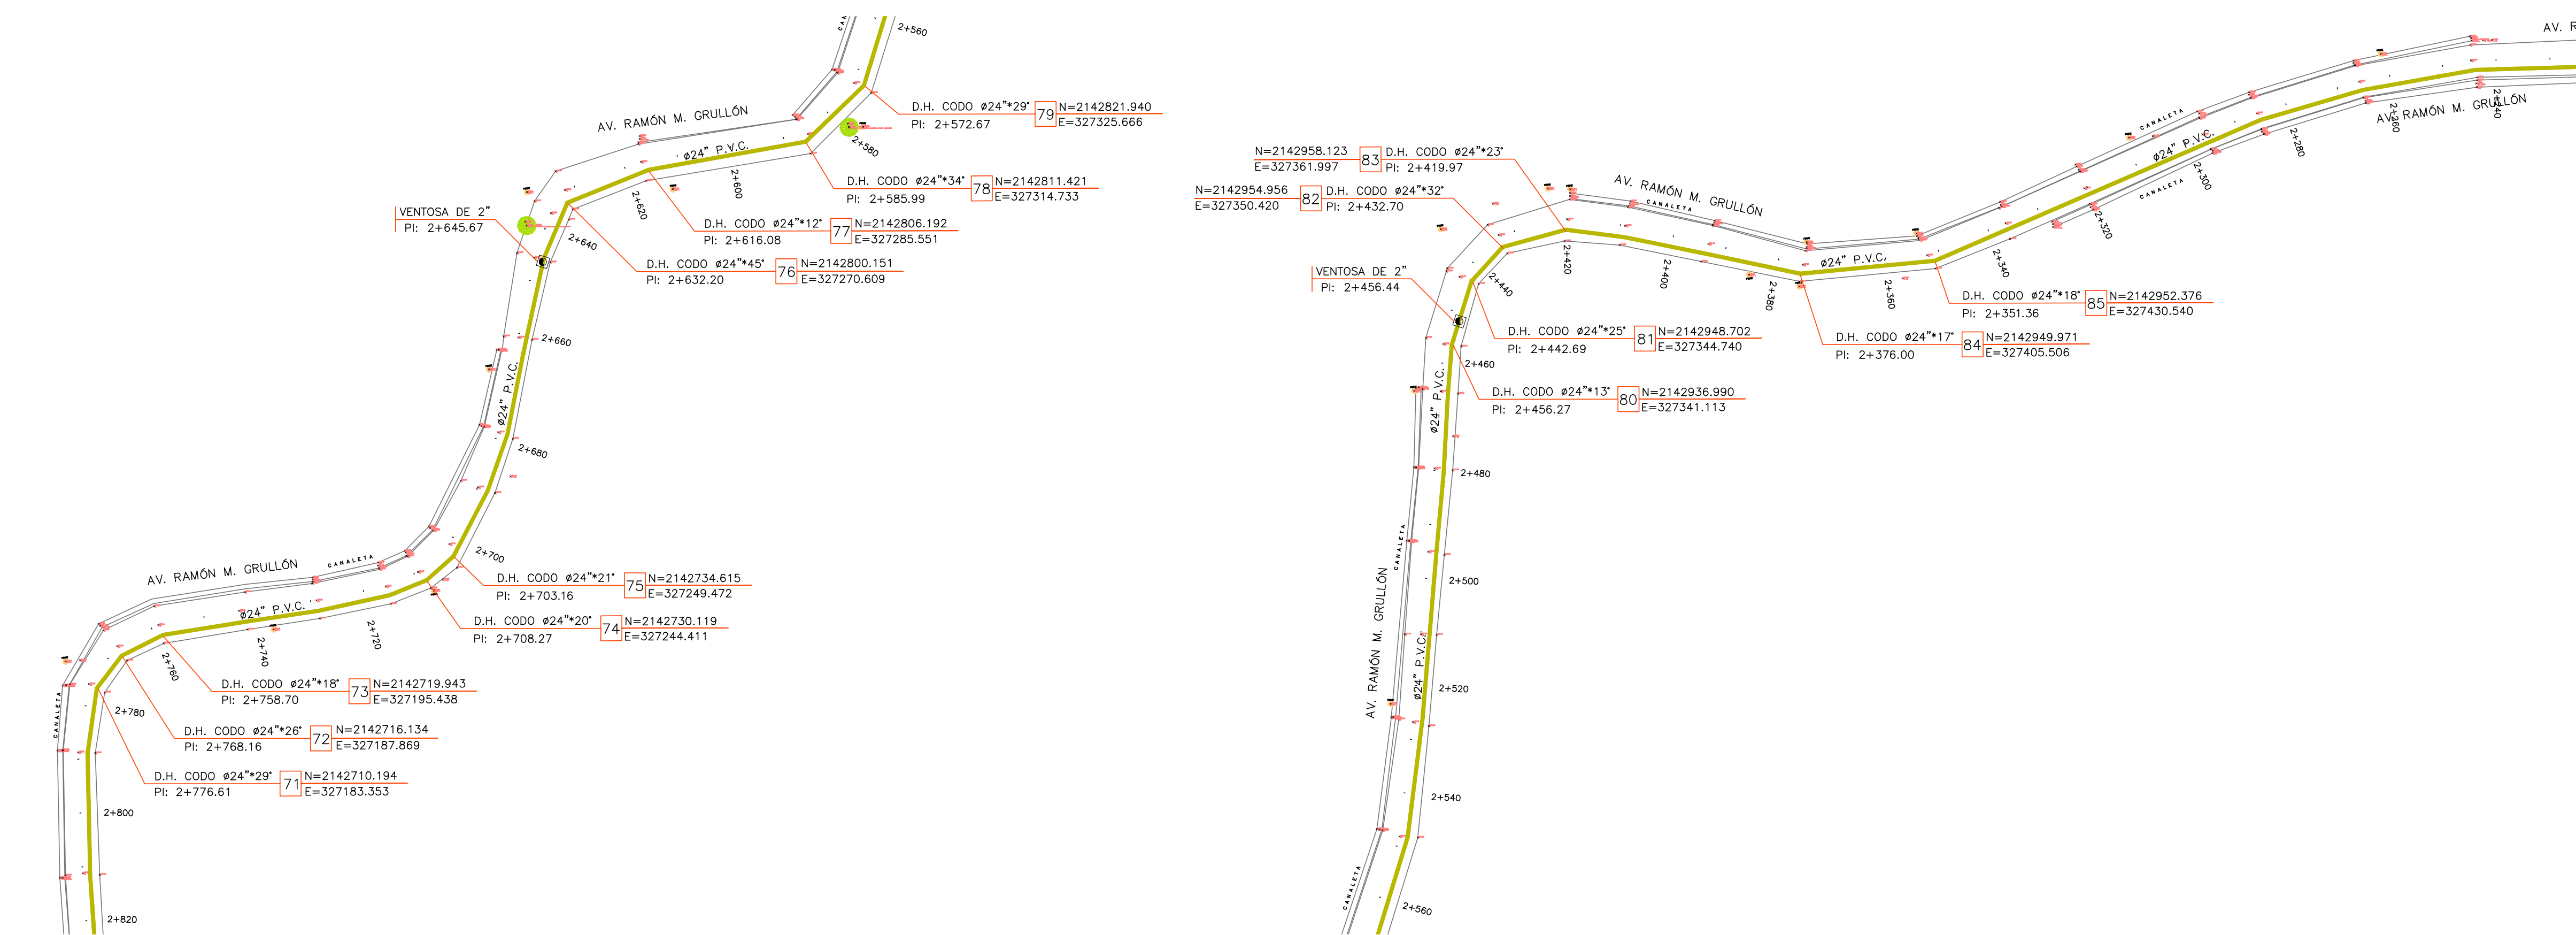 CANALETA
2+560
AV. RAMÓN M. GRULLÓN
D.H. CODO ø24"*29°
PI: 2+572.67
79
N=2142821.940
E=327325.666
2+580
ø24" P.V.C.
2+600
2+620
D.H. CODO ø24"*34°
PI: 2+585.99
78
N=2142811.421
E=327314.733
VENTOSA DE 2"
PI: 2+645.67
2+640
D.H. CODO ø24"*12°
PI: 2+616.08
77
N=2142806.192
E=327285.551
D.H. CODO ø24"*45°
PI: 2+632.20
76
N=2142800.151
E=327270.609
2+660
ø24" P.V.C.
2+680
2+700
AV. RAMÓN M. GRULLÓN
CANALETA
D.H. CODO ø24"*21°
PI: 2+703.16
75
N=2142734.615
E=327249.472
ø24" P.V.C.
D.H. CODO ø24"*20°
PI: 2+708.27
74
N=2142730.119
E=327244.411
2+720
2+740
2+760
D.H. CODO ø24"*18°
PI: 2+758.70
73
N=2142719.943
E=327195.438
CANALETA
2+780
D.H. CODO ø24"*26°
PI: 2+768.16
72
N=2142716.134
E=327187.869
D.H. CODO ø24"*29°
PI: 2+776.61
71
N=2142710.194
E=327183.353
2+800
2+820
AV. RAMÓN M. GRULLÓN
2+240
2+260
2+280
CANALETA
ø24" P.V.C.
2+300
CANALETA
2+320
2+340
N=2142958.123
E=327361.997
83
D.H. CODO ø24"*23°
PI: 2+419.97
N=2142954.956
E=327350.420
82
D.H. CODO ø24"*32°
PI: 2+432.70
AV. RAMÓN M. GRULLÓN
CANALETA
2+420
2+400
2+380
2+360
ø24" P.V.C.
VENTOSA DE 2"
PI: 2+456.44
2+440
D.H. CODO ø24"*18°
PI: 2+351.36
85
N=2142952.376
E=327430.540
D.H. CODO ø24"*25°
PI: 2+442.69
81
N=2142948.702
E=327344.740
D.H. CODO ø24"*17°
PI: 2+376.00
84
N=2142949.971
E=327405.506
2+460
D.H. CODO ø24"*13°
PI: 2+456.27
80
N=2142936.990
E=327341.113
ø24" P.V.C.
2+480
CANALETA
2+500
AV. RAMÓN M. GRULLÓN
ø24" P.V.C.
2+520
2+540
CANALETA
2+560